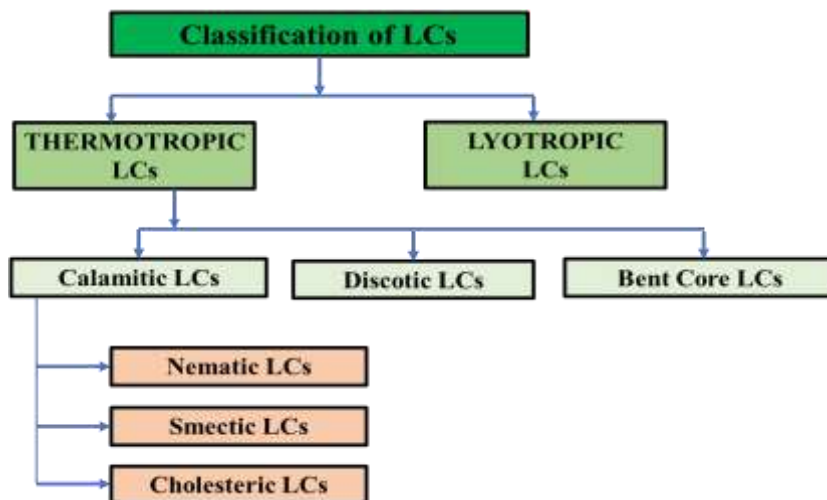 Classification of LCs
THERMOTROPIC
LCs
LYOTROPIC
LCs
Calamitic LCs
Discotic LCs
Bent Core LCs
Nematic LCs
Smectic LCs
Cholesteric LCs